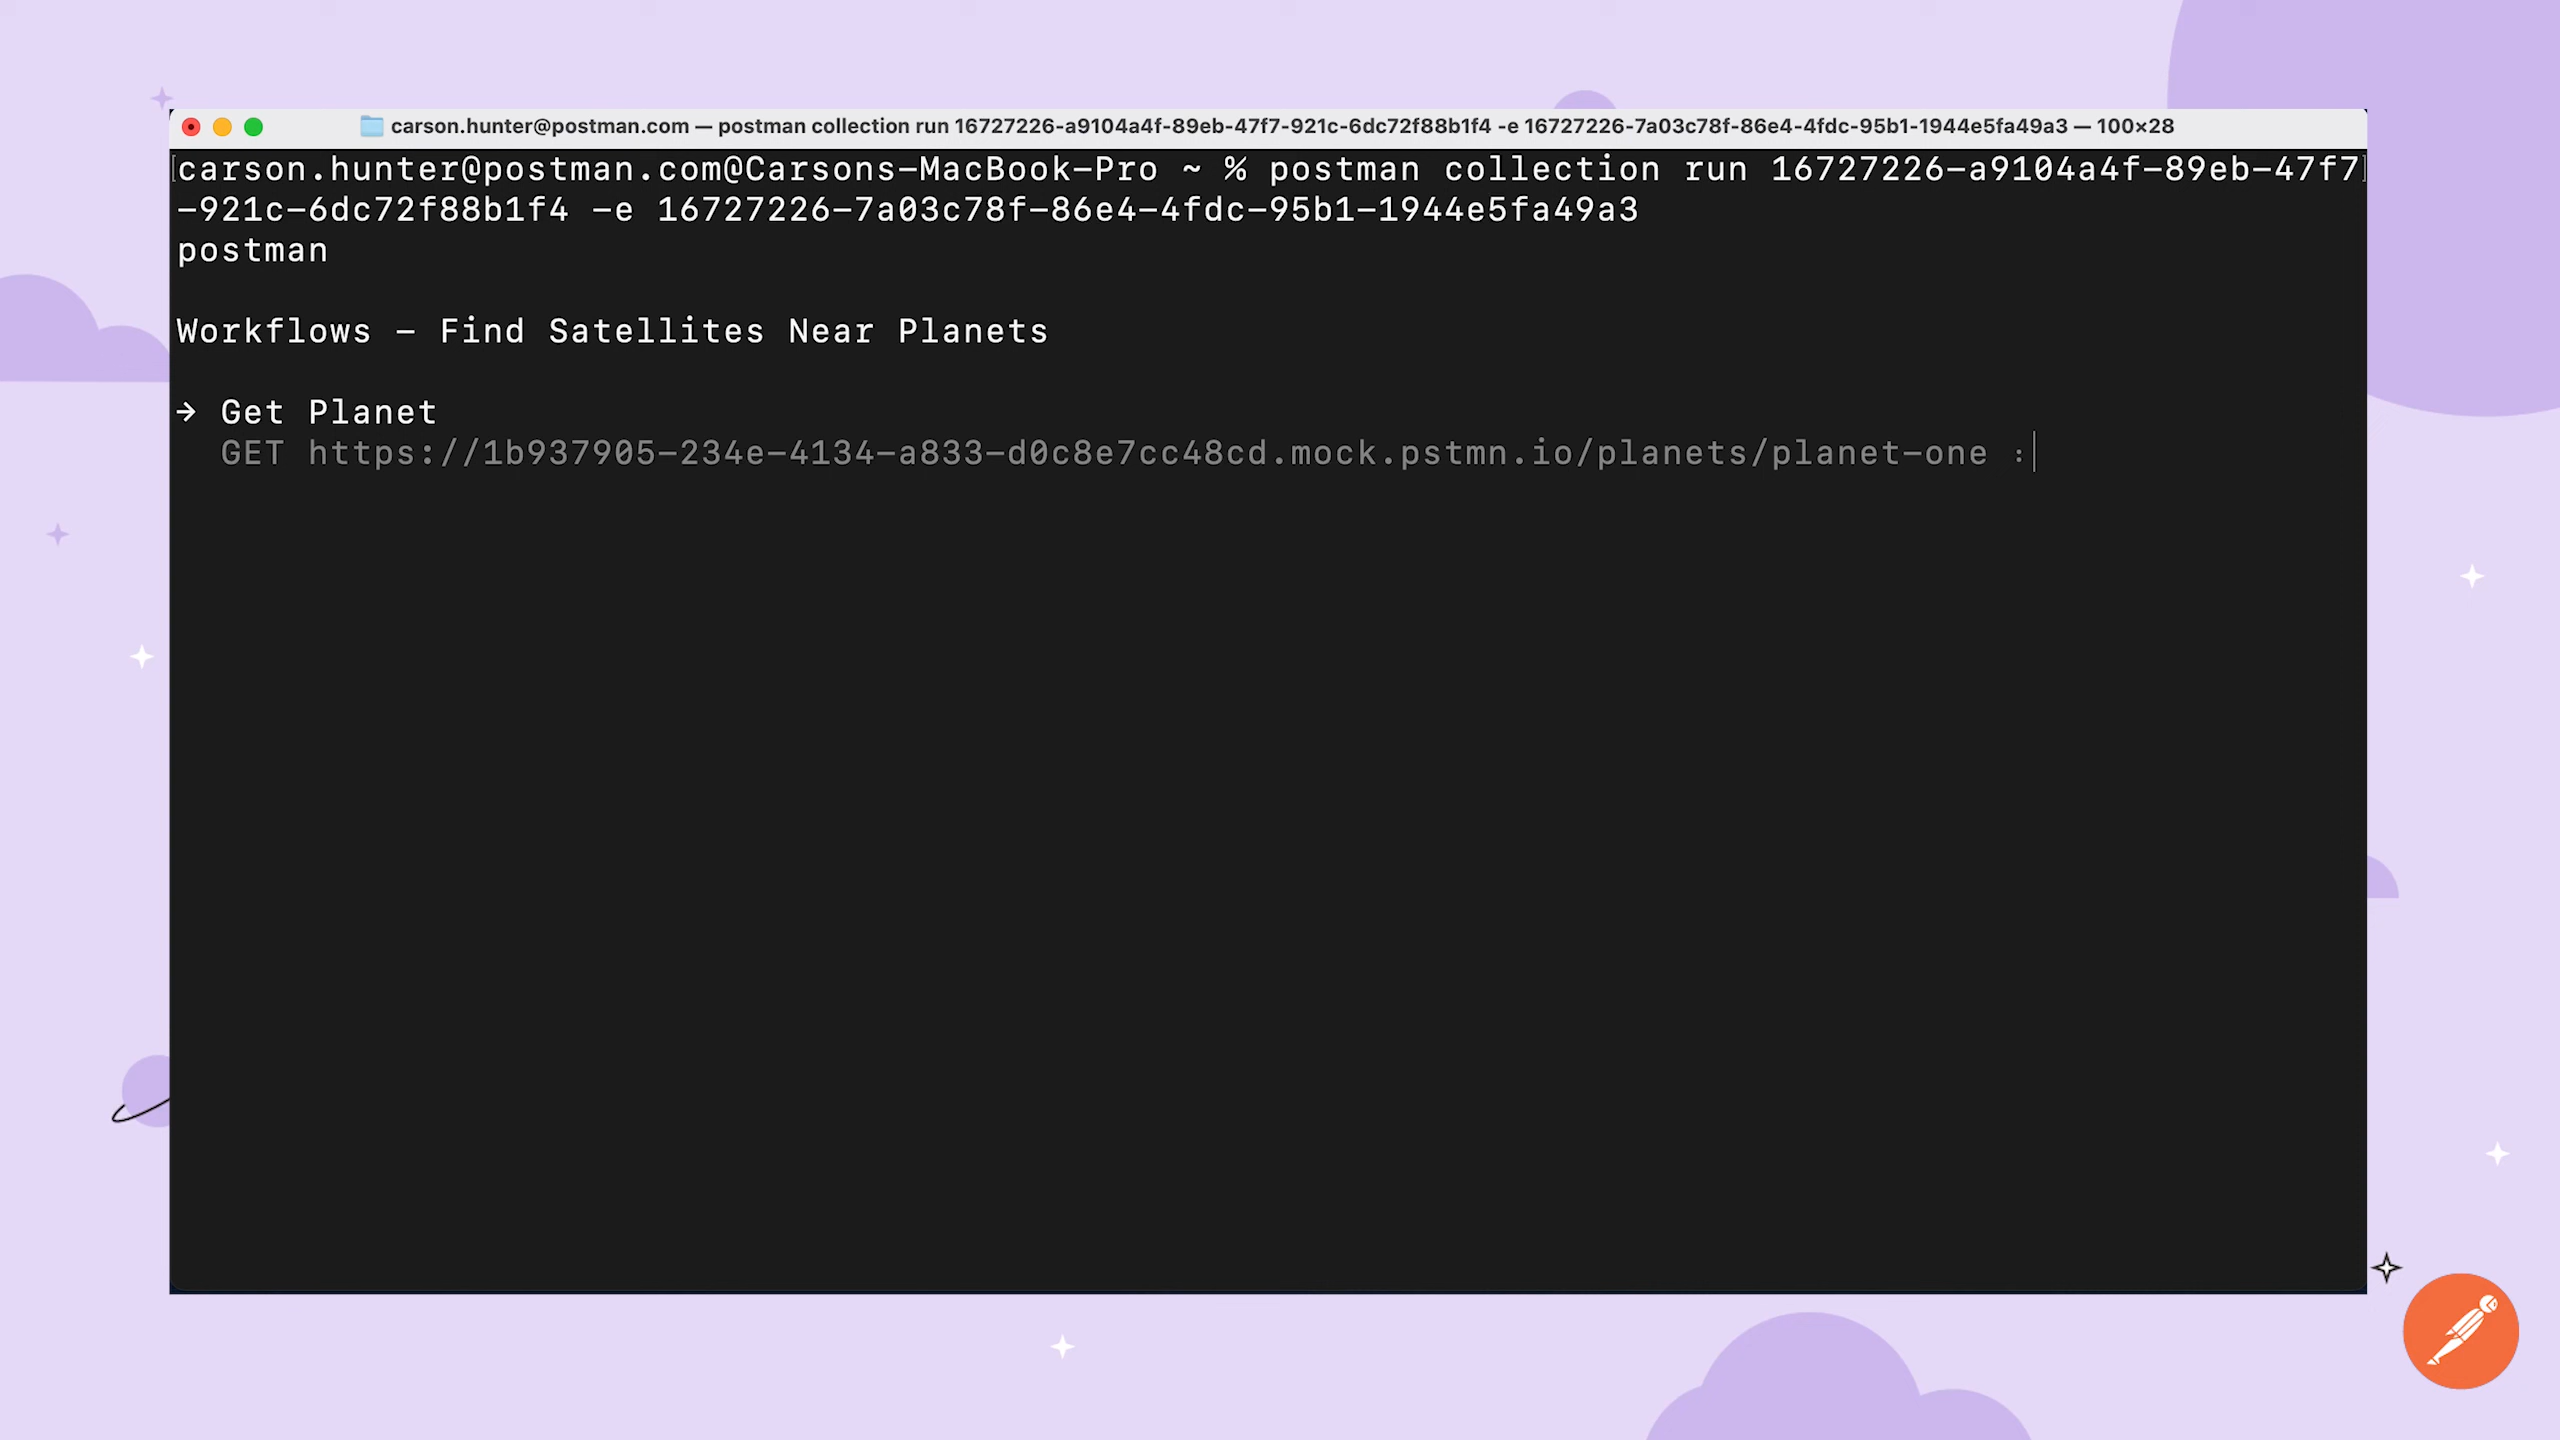 carson.hunter@postman.com — postman collection run 16727226-a9104a4f-89eb-47f7-921c-6dc72f88b1f4 -e 16727226-7a03c78f-86e4-4fdc-95b1-1944e5fa49a3 — 100×28
carson.hunter@postman.com@Carsons-MacBook-Pro ~ % postman collection run 16727226-a9104a4f-89eb-47f7
-921c-6dc72f88b1f4 -e 16727226-7a03c78f-86e4-4fdc-95b1-1944e5fa49a3
postman
Workflows - Find Satellites Near Planets
→ Get Planet
GET https://1b937905-234e-4134-a833-d0c8e7cc48cd.mock.pstmn.io/planets/planet-one :